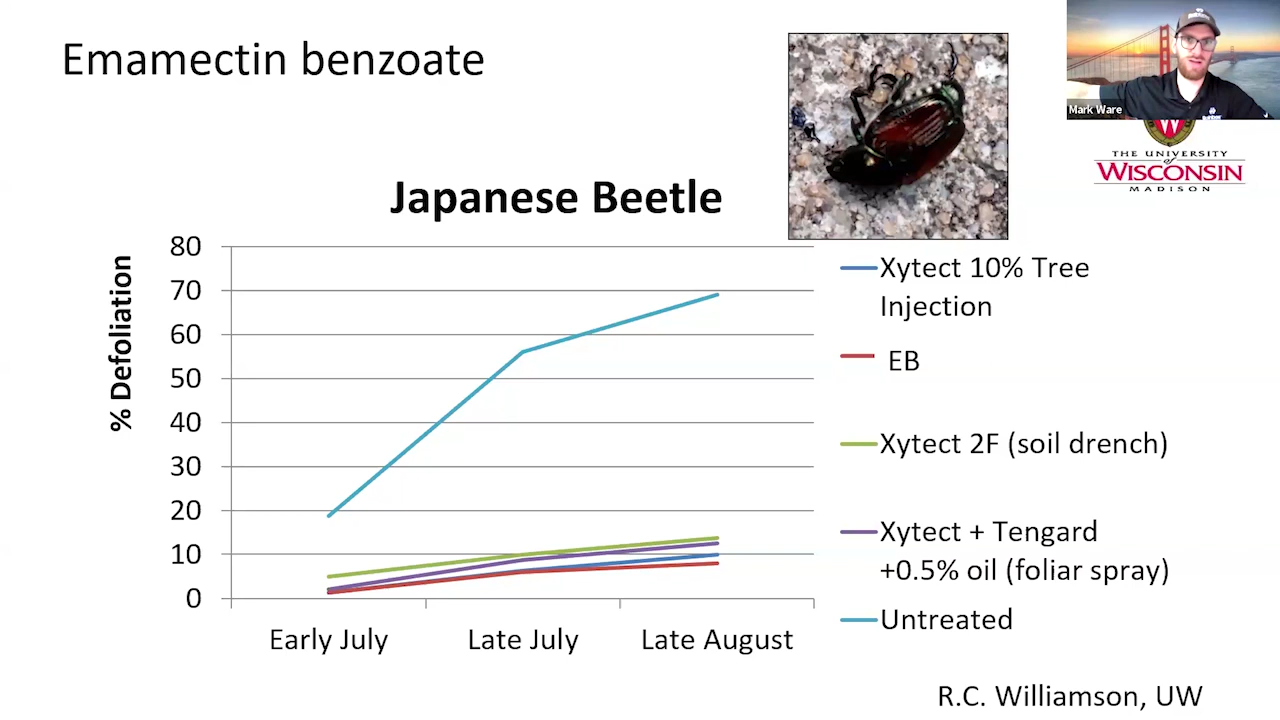 Emamectin benzoate
Mark Ware
W
THE UNIVERSITY
of
WISCONSIN
MADISON
Japanese Beetle
% Defoliation
80
70
60
50
40
30
20
10
0
Early July
Late July
Late August
Xytect 10% Tree
Injection
EB
Xytect 2F (soil drench)
Xytect + Tengard
+0.5% oil (foliar spray)
Untreated
R.C. Williamson, UW